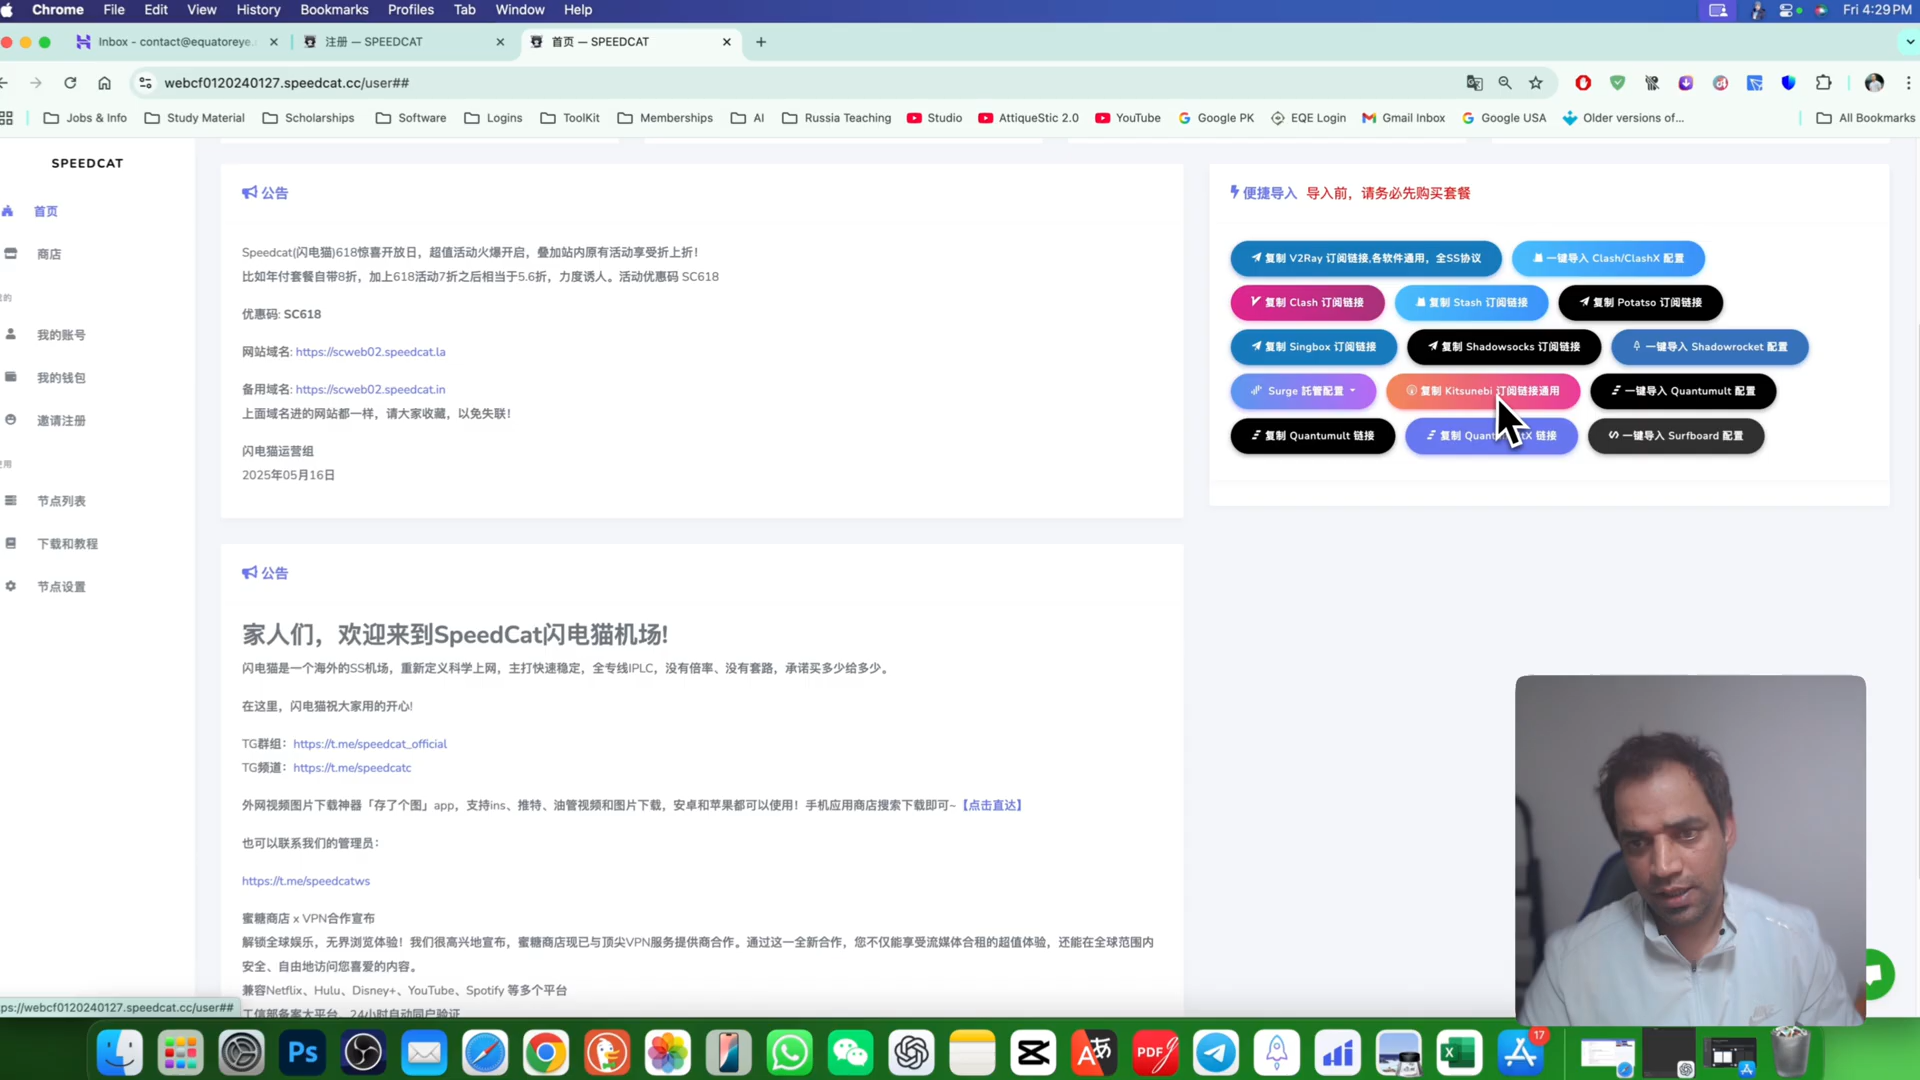 Chrome File Edit View History Bookmarks Profiles Tab Window Help
Fri 4:29 PM
Inbox - contact@equatoreye.
注册 — SPEEDCAT
首页 — SPEEDCAT
webcf0120240127.speedcat.cc/user##
Jobs & Info Study Material Scholarships Software Logins ToolKit Memberships AI Russia Teaching Studio AttiqueStic 2.0 YouTube Google PK EQE Login Gmail Inbox Google USA Older versions of... All Bookmarks
SPEEDCAT
首页
商店
我的账号
我的钱包
邀请注册
节点列表
下载和教程
节点设置
公告
Speedcat(闪电猫)618惊喜开放日，超值活动火爆开启，叠加站内原有活动享受折上折！
比如年付套餐自带8折，加上618活动7折之后相当于5.6折，力度诱人。活动优惠码 SC618
优惠码: SC618
网站域名: https://scweb02.speedcat.la
备用域名: https://scweb02.speedcat.in
上面域名进的网站都一样，请大家收藏，以免失联！
闪电猫运营组
2025年05月16日
便捷导入 导入前，请务必先购买套餐
复制 V2Ray 订阅链接,各软件通用，全SS协议
一键导入 Clash/ClashX 配置
复制 Clash 订阅链接
复制 Stash 订阅链接
复制 Potatso 订阅链接
复制 Singbox 订阅链接
复制 Shadowsocks 订阅链接
一键导入 Shadowrocket 配置
Surge 託管配置
复制 Kitsunebi 订阅链接通用
一键导入 Quantumult 配置
复制 Quantumult 链接
复制 链接
一键导入 Surfboard 配置
公告
家人们，欢迎来到SpeedCat闪电猫机场!
闪电猫是一个海外的SS机场，重新定义科学上网，主打快速稳定，全专线IPLC，没有倍率、没有套路，承诺买多少给多少。
在这里，闪电猫祝大家用的开心!
TG群组：https://t.me/speedcat_official
TG频道：https://t.me/speedcatc
外网视频图片下载神器「存了个图」app，支持ins、推特、油管视频和图片下载，安卓和苹果都可以使用！手机应用商店搜索下载即可~【点击直达】
也可以联系我们的管理员：
https://t.me/speedcatws
蜜糖商店 x VPN合作宣布
解锁全球娱乐，无界浏览体验！我们很高兴地宣布，蜜糖商店现已与顶尖VPN服务提供商合作。通过这一全新合作，您不仅能享受流媒体合租的超值体验，还能在全球范围内
安全、自由地访问您喜爱的内容。
兼容Netflix、Hulu、Disney+、YouTube、Spotify 等多个平台
工信部备案大平台，24小时自动同户验证
ps://webcf0120240127.speedcat.cc/user##
Ps
PDF
17